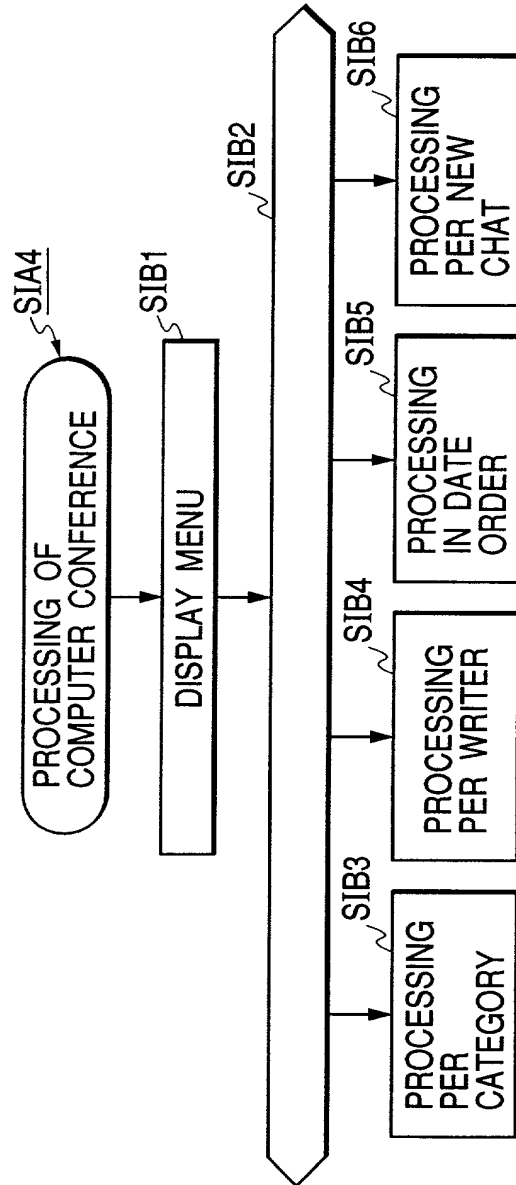 PROCESSING OF
COMPUTER CONFERENCE
SIA4
DISPLAY MENU
SIB1
SIB2
PROCESSING
PER
CATEGORY
SIB3
PROCESSING
PER WRITER
SIB4
PROCESSING
IN DATE
ORDER
SIB5
PROCESSING
PER NEW
CHAT
SIB6